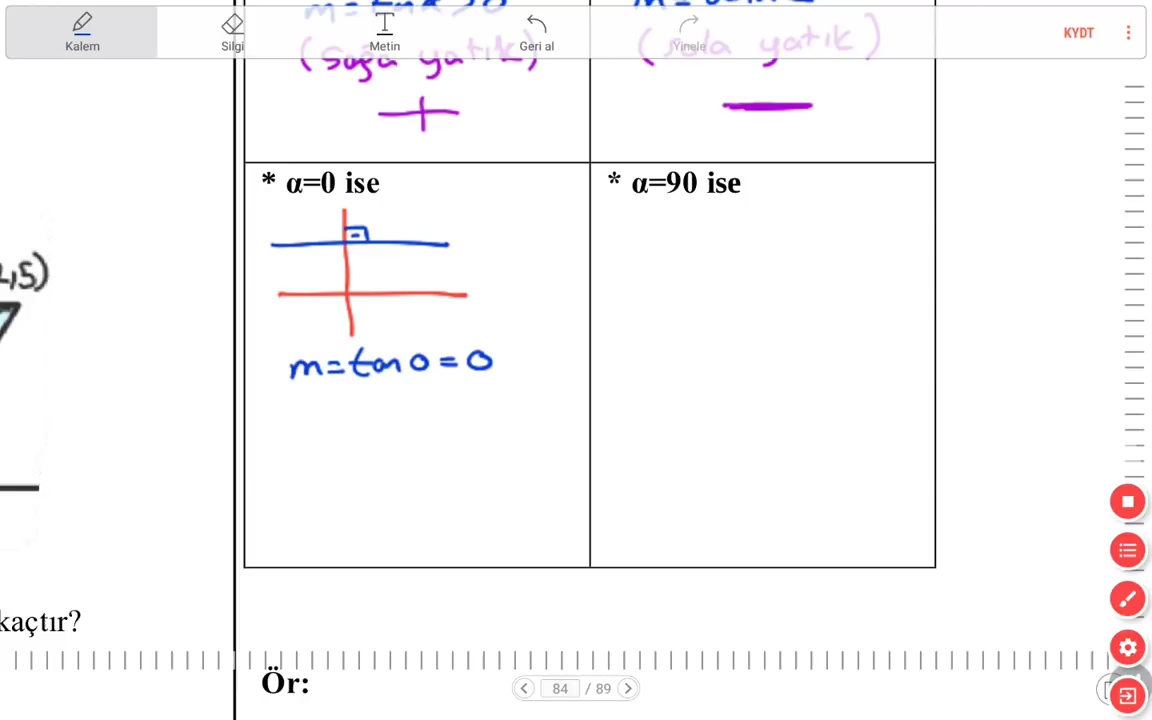 Kalem
Silgi
Metin
Geri al
Yinele
KYDT
(sağa yatık)
(sola yatık)
* α=0 ise
* α=90 ise
m=tan0=0
kaçtır?
Ör:
84 / 89